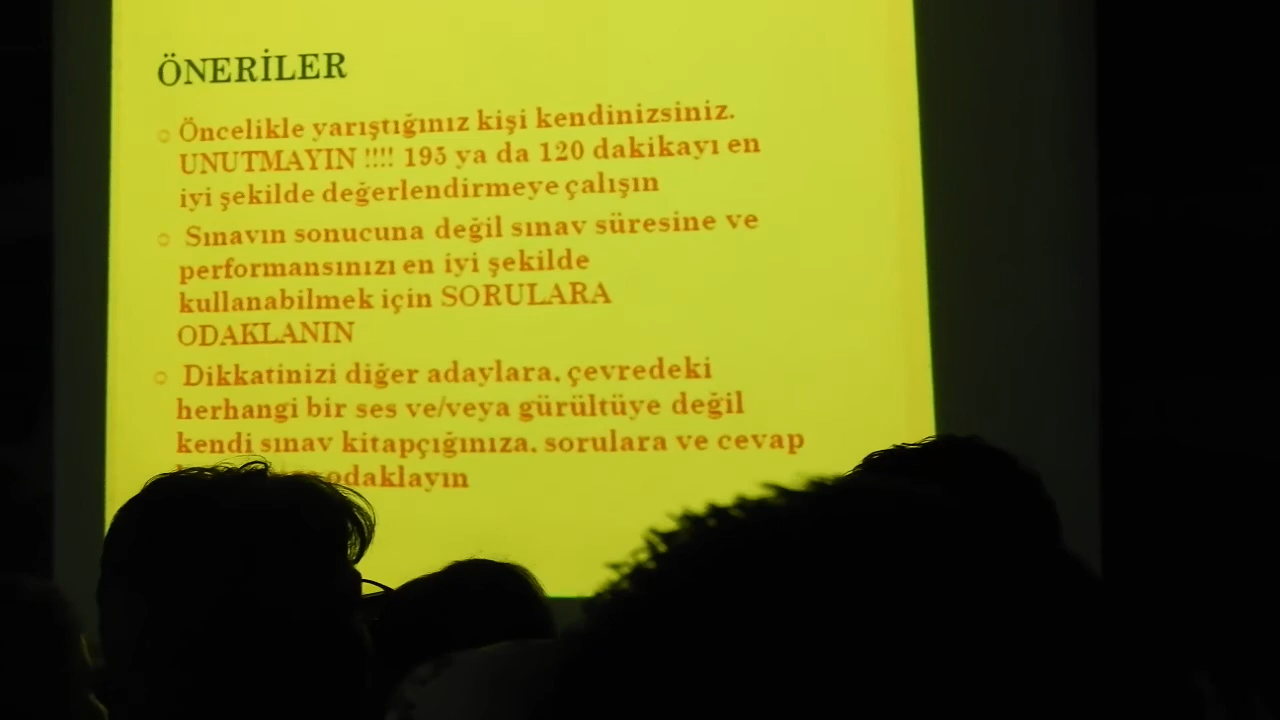 ÖNERİLER
Öncelikle yarıştığınız kişi kendinizsiniz.
UNUTMAYIN !!!! 195 ya da 120 dakikayı en
iyi şekilde değerlendirmeye çalışın
Sınavın sonucuna değil sınav süresine ve
performansınızı en iyi şekilde
kullanabilmek için SORULARA
ODAKLANIN
Dikkatinizi diğer adaylara, çevredeki
herhangi bir ses ve/veya gürültüye değil
kendi sınav kitapçığınıza, sorulara ve cevap
odaklayın